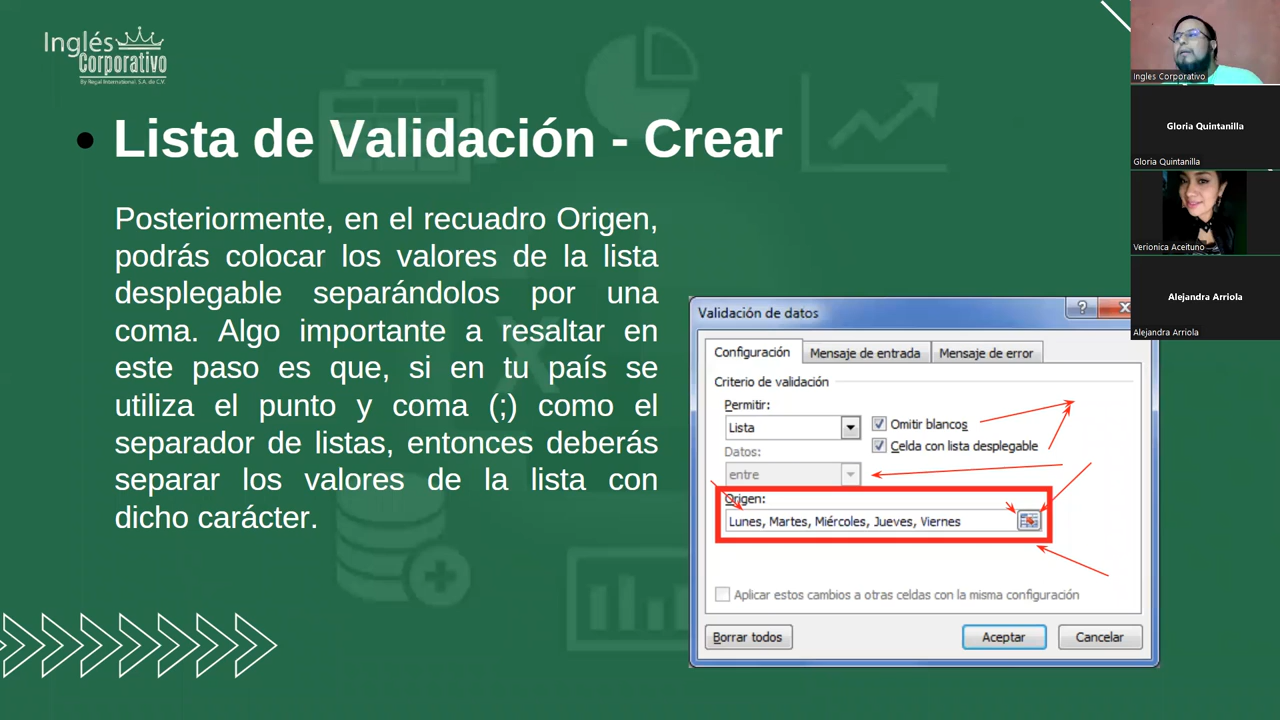 Inglés
Corporativo
By Regal International, S.A. de C.V.
Lista de Validación - Crear
Posteriormente, en el recuadro Origen,
podrás colocar los valores de la lista
desplegable separándolos por una
coma. Algo importante a resaltar en
este paso es que, si en tu país se
utiliza el punto y coma (;) como el
separador de listas, entonces deberás
separar los valores de la lista con
dicho carácter.
Validación de datos
?
Configuración
Mensaje de entrada
Mensaje de error
Criterio de validación
Permitir:
Lista
Omitir blancos
Celda con lista desplegable
Datos:
entre
Origen:
Lunes, Martes, Miércoles, Jueves, Viernes
Aplicar estos cambios a otras celdas con la misma configuración
Borrar todos
Aceptar
Cancelar
Ingles Corporativo
Gloria Quintanilla
Gloria Quintanilla
Verionica Aceituno
Alejandra Arriola
Alejandra Arriola